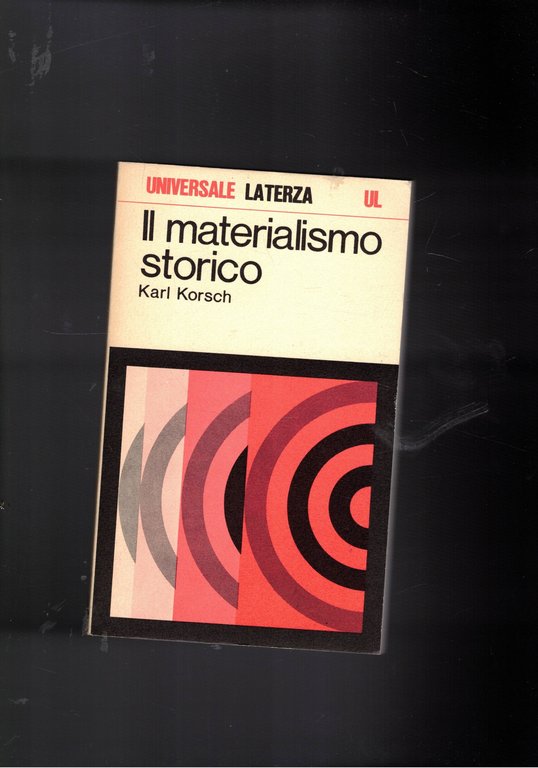 UNIVERSALE LATERZA UL
Il materialismo
storico
Karl Korsch